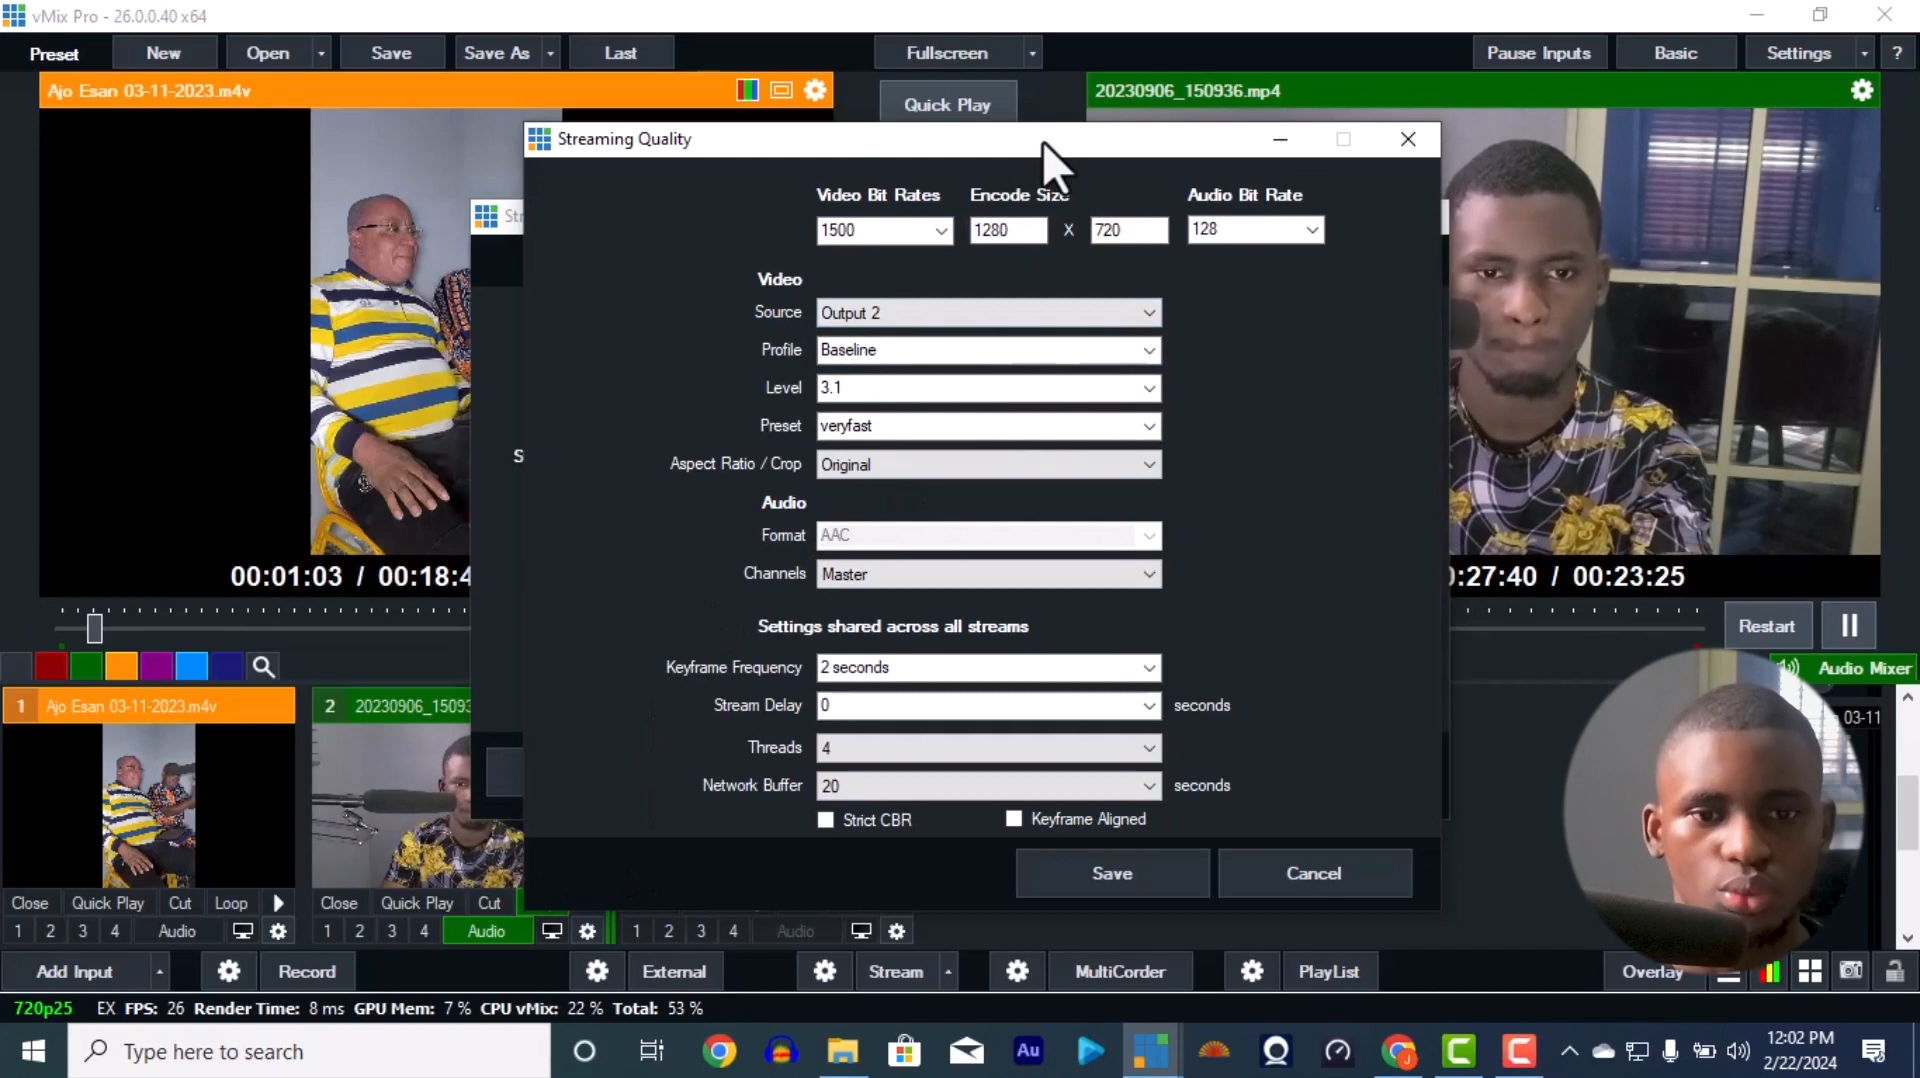 vMix Pro - 26.0.0.40 x64
Preset New Open Save Save As Last Fullscreen Pause Inputs Basic Settings ?
Ajo Esan 03-11-2023.m4v
Quick Play
20230906_150936.mp4
Streaming Quality
Video Bit Rates Encode Size Audio Bit Rate
1500 1280 X 720 128
Video
Source Output 2
Profile Baseline
Level 3.1
Preset veryfast
Aspect Ratio / Crop Original
Audio
Format AAC
Channels Master
Settings shared across all streams
Keyframe Frequency 2 seconds
Stream Delay 0 seconds
Threads 4
Network Buffer 20 seconds
Strict CBR Keyframe Aligned
Save Cancel
00:01:03 / 00:18:4
:27:40 / 00:23:25
Restart
Audio Mixer
1 Ajo Esan 03-11-2023.m4v
2 20230906_1509
03-11
Close Quick Play Cut Loop
Close Quick Play Cut
1 2 3 4 Audio
1 2 3 4 Audio
1 2 3 4 Audio
Add Input Record External Stream MultiCorder PlayList Overlay
720p25 EX FPS: 26 Render Time: 8 ms GPU Mem: 7 % CPU vMix: 22 % Total: 53 %
Type here to search
Au
12:02 PM
2/22/2024